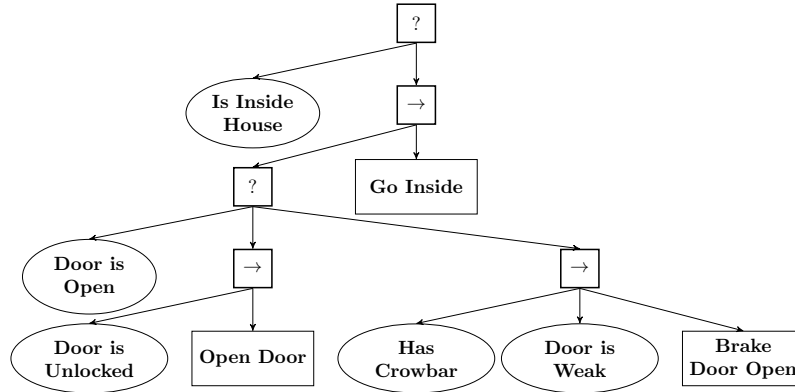 ?
Is Inside
House
→
?
Go Inside
Door is
Open
→
→
Door is
Unlocked
Open Door
Has
Crowbar
Door is
Weak
Brake
Door Open